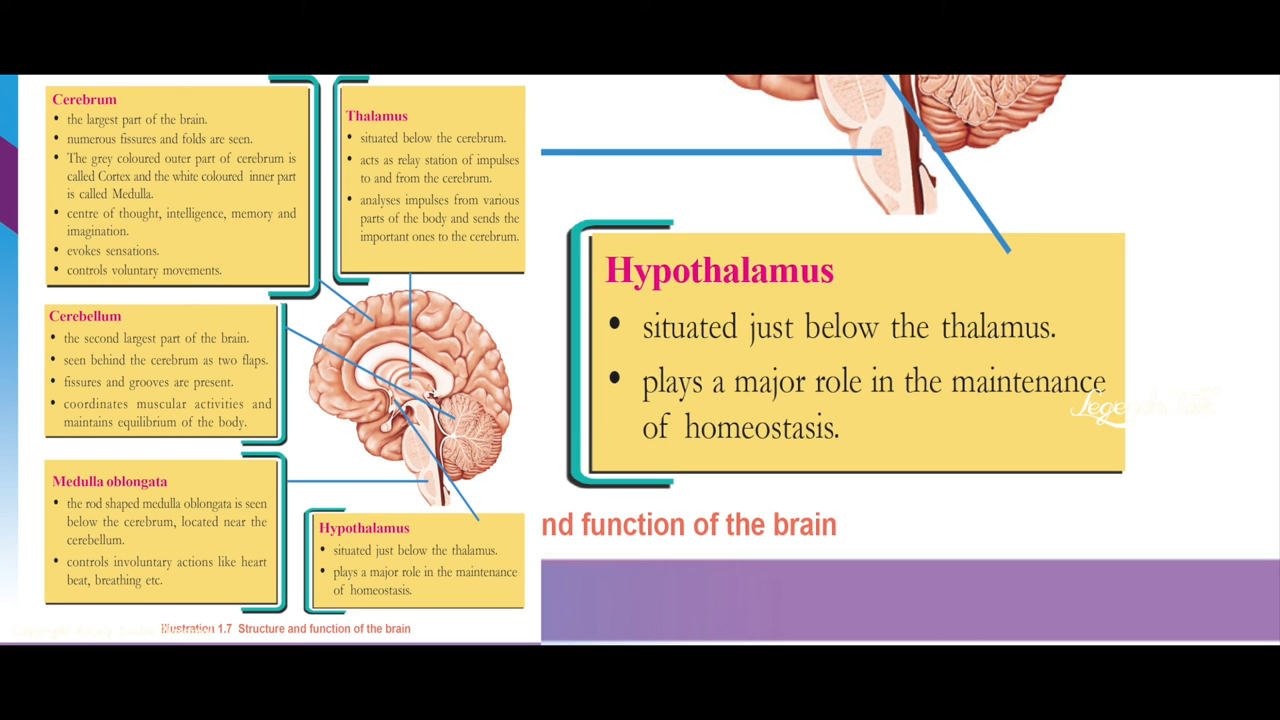 Cerebrum
• the largest part of the brain.
• numerous fissures and folds are seen.
• The grey coloured outer part of cerebrum is
called Cortex and the white coloured inner part
is called Medulla.
• centre of thought, intelligence, memory and
imagination.
• evokes sensations.
• controls voluntary movements.
Thalamus
• situated below the cerebrum.
• acts as relay station of impulses
to and from the cerebrum.
• analyses impulses from various
parts of the body and sends the
important ones to the cerebrum.
Cerebellum
• the second largest part of the brain.
• seen behind the cerebrum as two flaps.
• fissures and grooves are present.
• coordinates muscular activities and
maintains equilibrium of the body.
Medulla oblongata
• the rod shaped medulla oblongata is seen
below the cerebrum, located near the
cerebellum.
• controls involuntary actions like heart
beat, breathing etc.
Hypothalamus
• situated just below the thalamus.
• plays a major role in the maintenance
of homeostasis.
Illustration 1.7 Structure and function of the brain
Hypothalamus
• situated just below the thalamus.
• plays a major role in the maintenance
of homeostasis.
nd function of the brain
Legends Talk